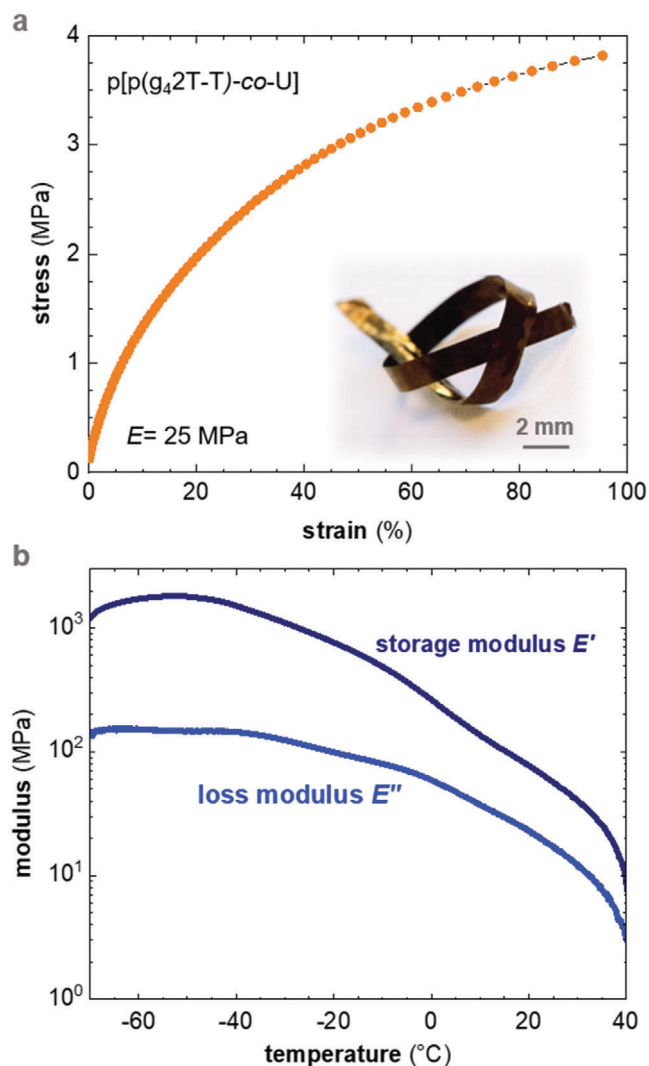 a
p[p(g₄2T-T)-co-U]
stress (MPa)
4
3
2
1
0
E= 25 MPa
2 mm
0 20 40 60 80 100
strain (%)
b
storage modulus E′
loss modulus E″
modulus (MPa)
10³
10²
10¹
10⁰
-60 -40 -20 0 20 40
temperature (°C)